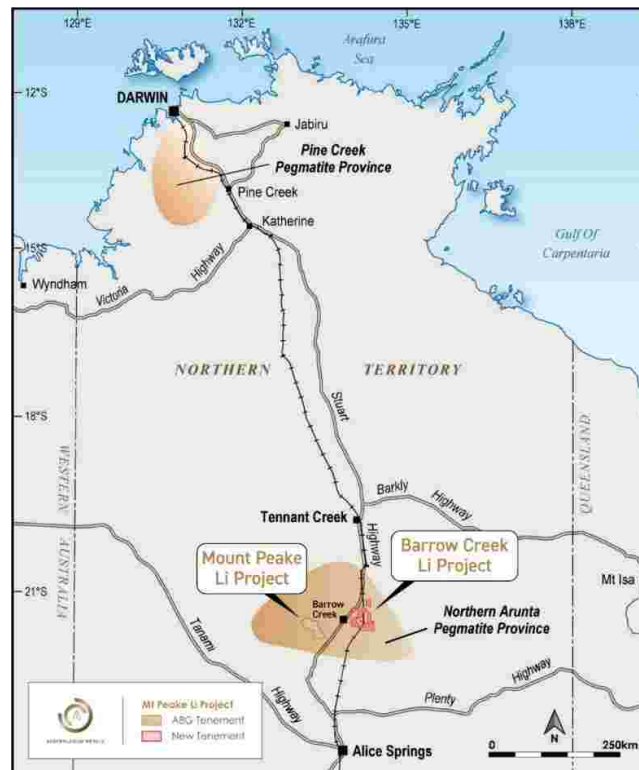 129°E
132°E
135°E
138°E
Arafura
Sea
12°S
DARWIN
Jabiru
Pine Creek
Pegmatite Province
Pine Creek
Katherine
Gulf Of
Carpentaria
15°S
Wyndham
Victoria
Highway
NORTHERN
TERRITORY
Stuart
18°S
WESTERN
AUSTRALIA
QUEENSLAND
Barkly
Highway
Tennant Creek
Highway
Mount Peake
Li Project
Barrow Creek
Li Project
21°S
Mt Isa
Barrow
Creek
Northern Arunta
Pegmatite Province
Tanami
Highway
Plenty
Highway
Mt Peake Li Project
ABG Tenement
New Tenement
N
0
250km
Alice Springs